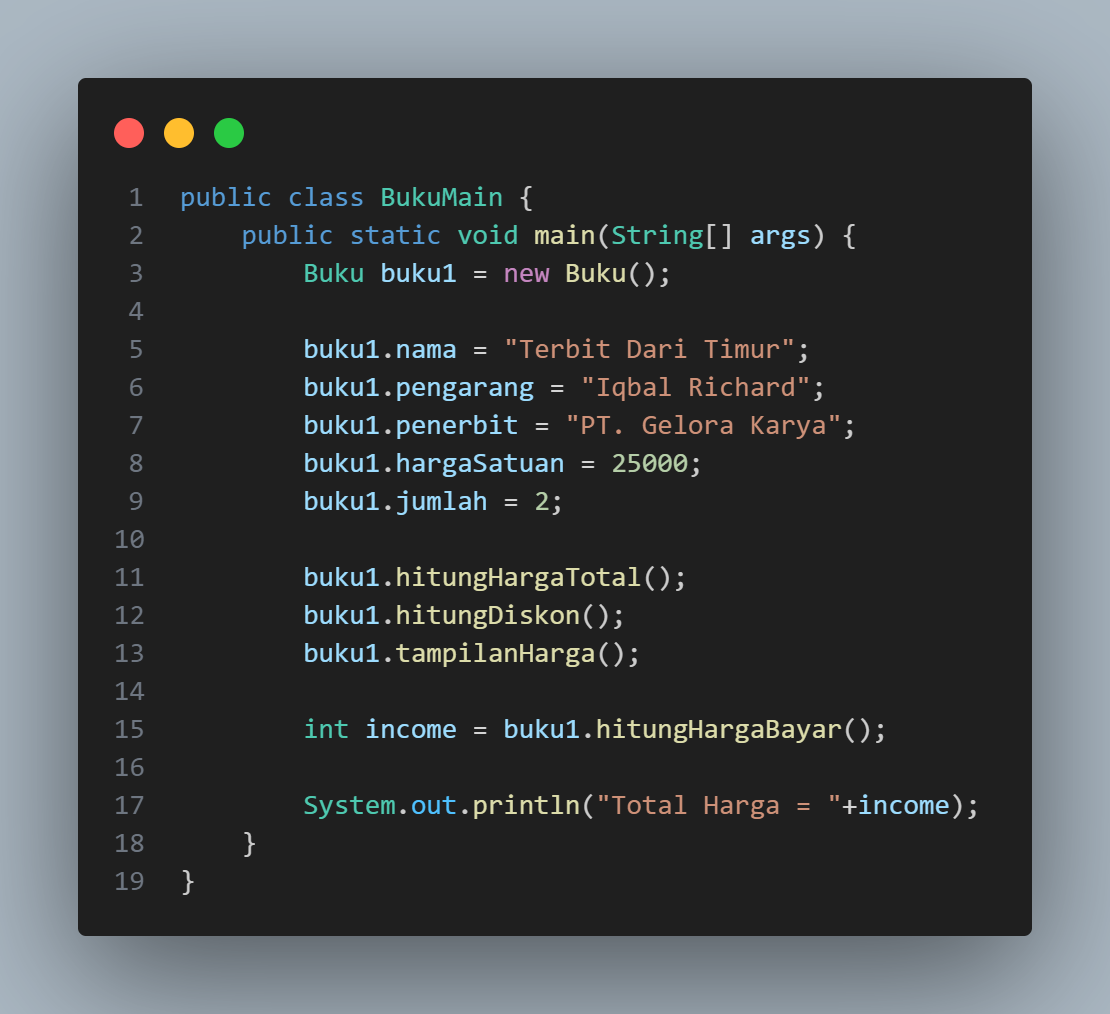 1 public class BukuMain {
2     public static void main(String[] args) {
3         Buku buku1 = new Buku();
4
5         buku1.nama = "Terbit Dari Timur";
6         buku1.pengarang = "Iqbal Richard";
7         buku1.penerbit = "PT. Gelora Karya";
8         buku1.hargaSatuan = 25000;
9         buku1.jumlah = 2;
10
11         buku1.hitungHargaTotal();
12         buku1.hitungDiskon();
13         buku1.tampilanHarga();
14
15         int income = buku1.hitungHargaBayar();
16
17         System.out.println("Total Harga = "+income);
18     }
19 }